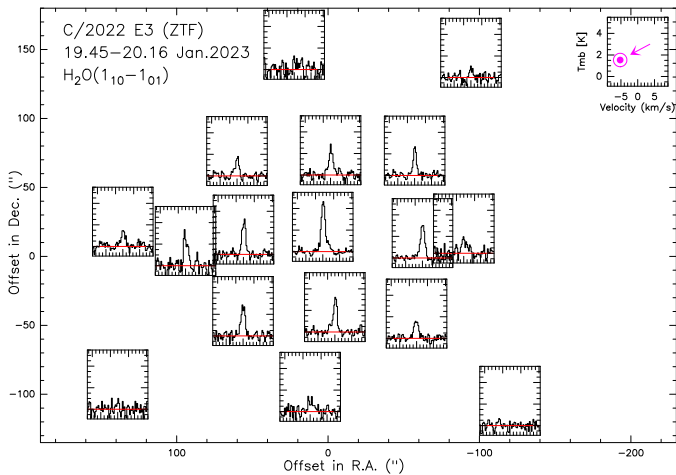 C/2022 E3 (ZTF)
19.45−20.16 Jan.2023
H₂O(1₁₀−1₀₁)
Tmb [K]
4
2
0
−5 0 5
Velocity (km/s)
Offset in Dec. (")
150
100
50
0
−50
−100
100 0 −100 −200
Offset in R.A. (")